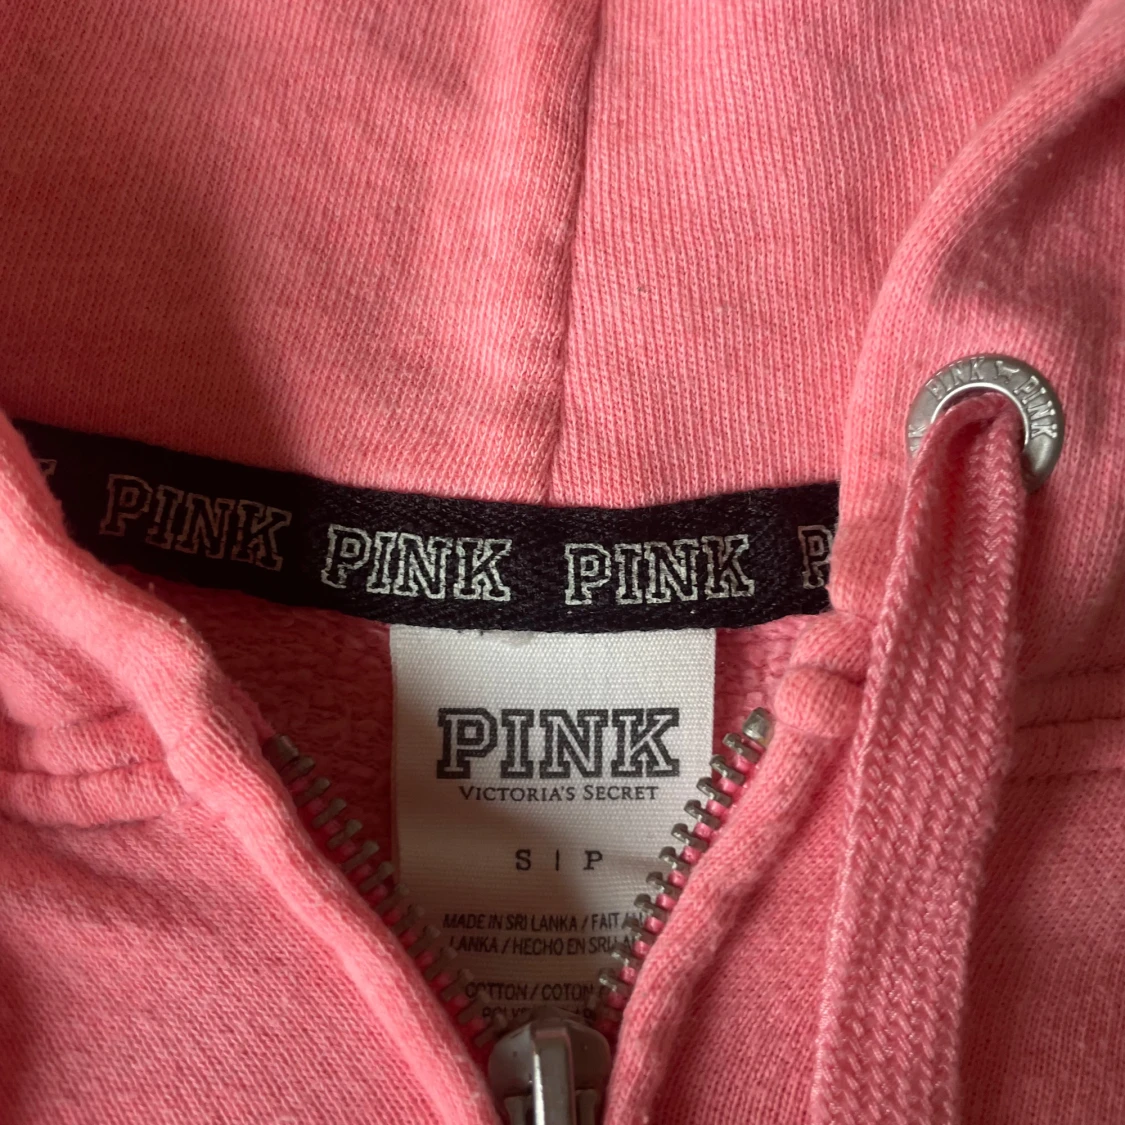 PINK PINK
PINK PINK PINK
PINK
VICTORIA'S SECRET
S | P
MADE IN SRI LANKA / FAIT
LANKA / HECHO EN SRI
COTTON / COTON